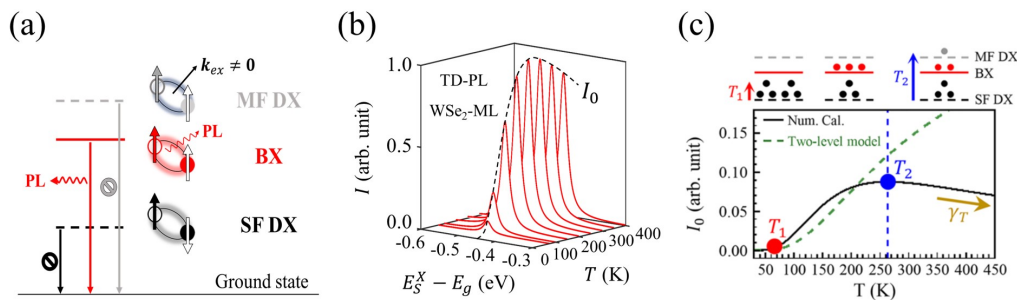 (a)
k_ex ≠ 0
MF DX
PL
BX
PL
SF DX
Ground state
(b)
1.0
0.5
0.0
I (arb. unit)
TD-PL
WSe₂-ML
I₀
-0.6
-0.5
-0.4
-0.3
E_S^X − E_g (eV)
0
100
200
300
400
T (K)
(c)
MF DX
BX
SF DX
T₁
T₂
Num. Cal.
Two-level model
0.15
0.10
0.05
0.00
I₀ (arb. unit)
T₁
T₂
γ_T
50 100 150 200 250 300 350 400 450
T (K)